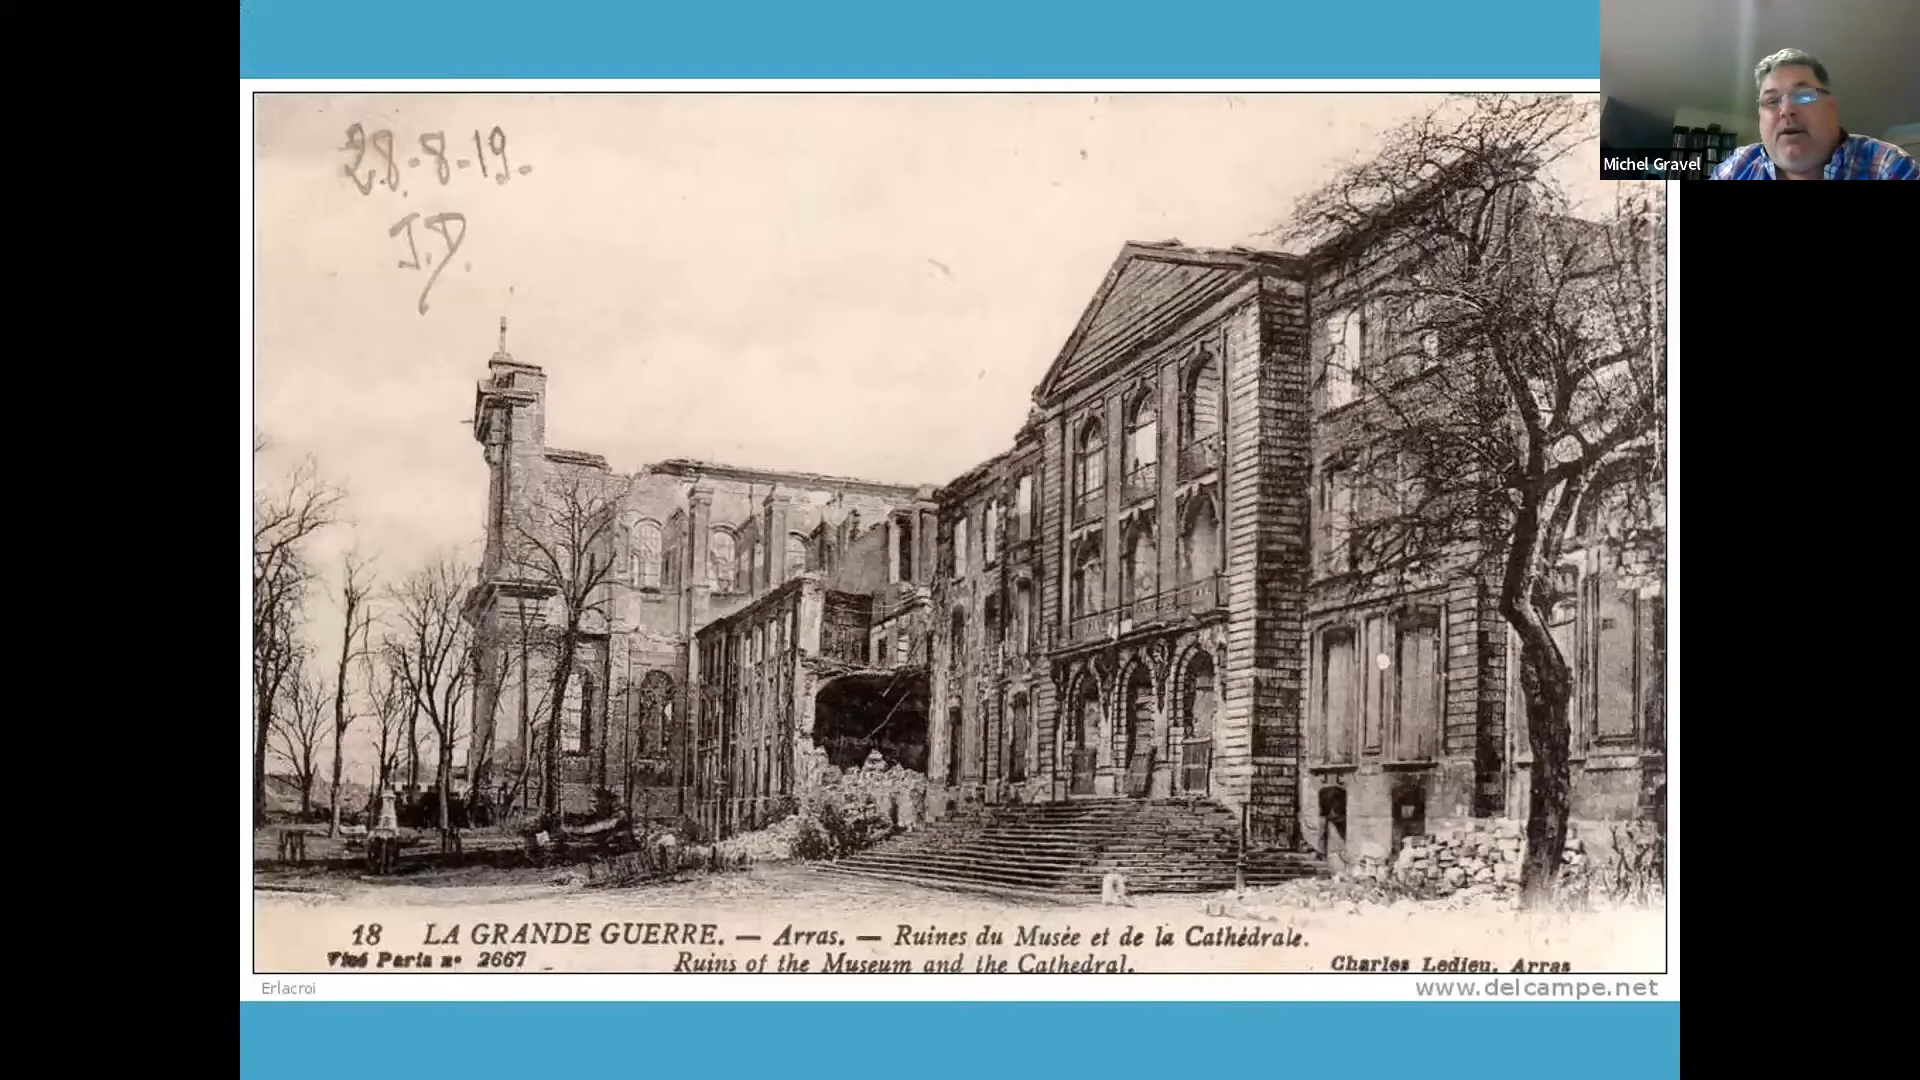 Michel Gravel
28-8-19.
J.D.
18 LA GRANDE GUERRE. — Arras. — Ruines du Musée et de la Cathédrale.
Visé Paris nº 2667 Ruins of the Museum and the Cathedral. Charles Ledieu, Arras
Erlacroi www.delcampe.net